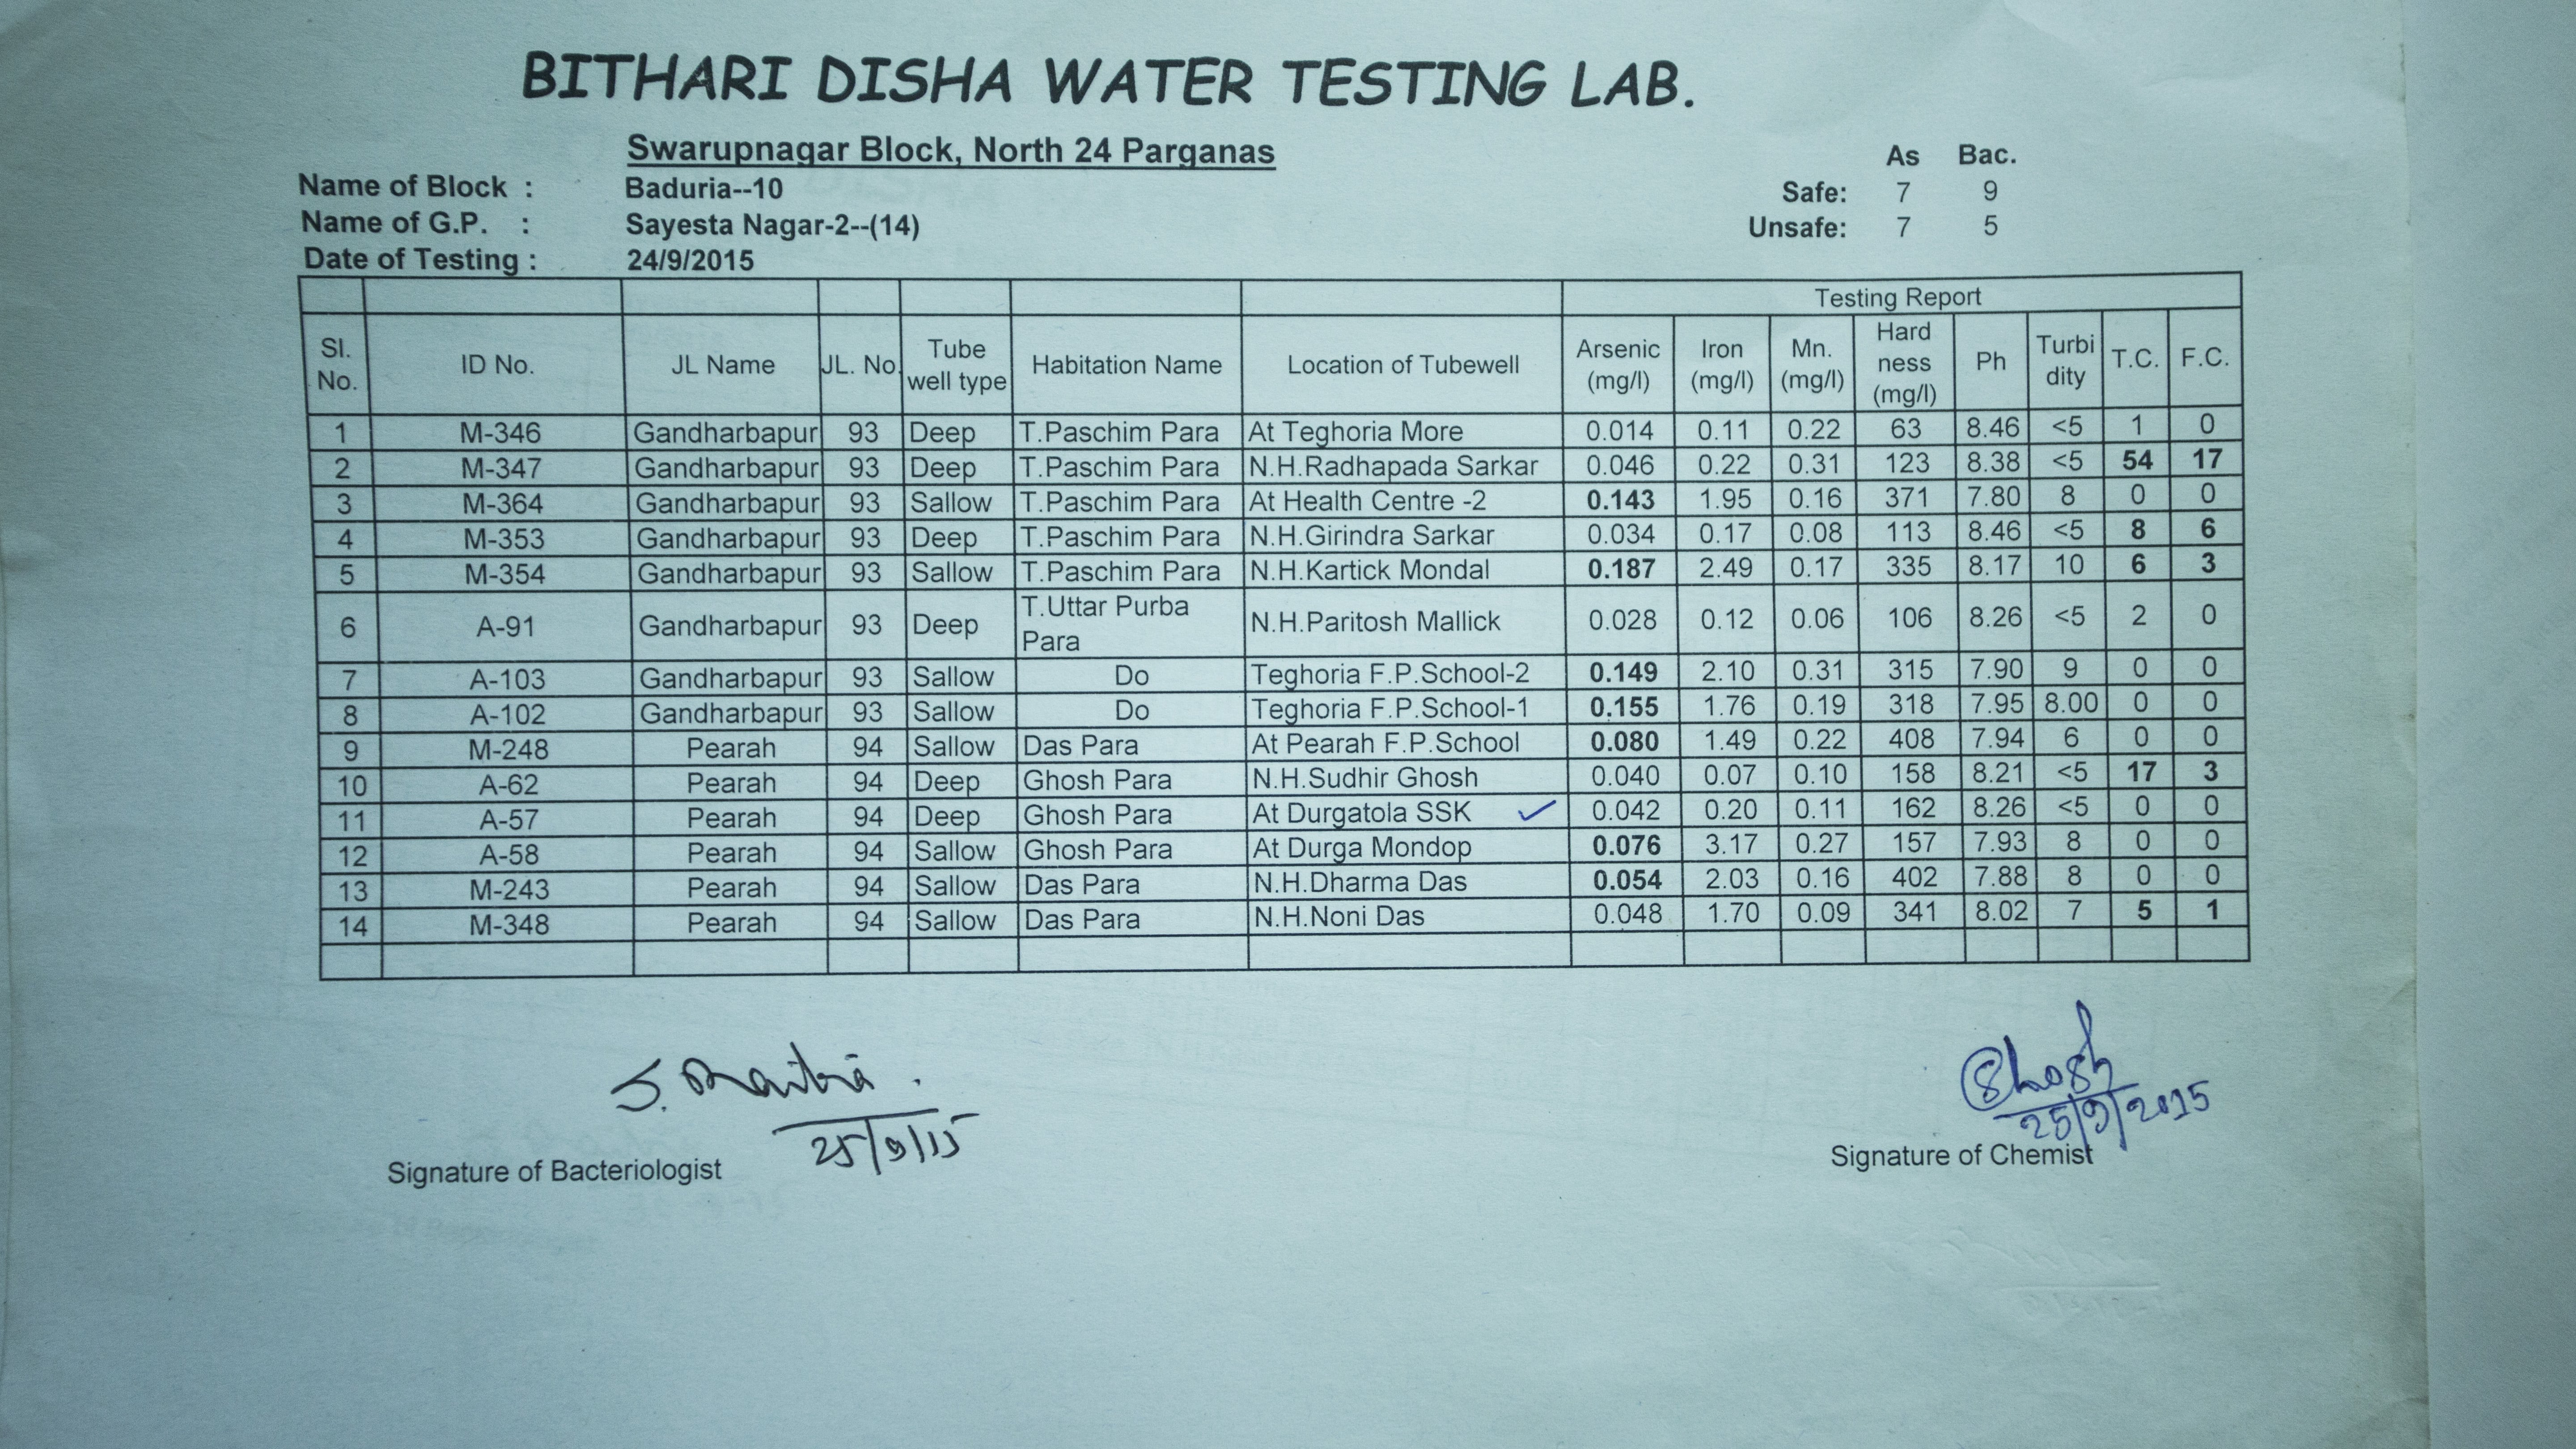 BITHARI DISHA WATER TESTING LAB.
Swarupnagar Block, North 24 Parganas
As Bac.
Name of Block : Baduria--10 Safe: 7 9
Name of G.P. : Sayesta Nagar-2--(14) Unsafe: 7 5
Date of Testing : 24/9/2015
Testing Report
Sl. No. ID No. JL Name JL. No. Tube well type Habitation Name Location of Tubewell Arsenic (mg/l) Iron (mg/l) Mn. (mg/l) Hard ness (mg/l) Ph Turbi dity T.C. F.C.
1 M-346 Gandharbapur 93 Deep T.Paschim Para At Teghoria More 0.014 0.11 0.22 63 8.46 <5 1 0
2 M-347 Gandharbapur 93 Deep T.Paschim Para N.H.Radhapada Sarkar 0.046 0.22 0.31 123 8.38 <5 54 17
3 M-364 Gandharbapur 93 Sallow T.Paschim Para At Health Centre -2 0.143 1.95 0.16 371 7.80 8 0 0
4 M-353 Gandharbapur 93 Deep T.Paschim Para N.H.Girindra Sarkar 0.034 0.17 0.08 113 8.46 <5 8 6
5 M-354 Gandharbapur 93 Sallow T.Paschim Para N.H.Kartick Mondal 0.187 2.49 0.17 335 8.17 10 6 3
6 A-91 Gandharbapur 93 Deep T.Uttar Purba Para N.H.Paritosh Mallick 0.028 0.12 0.06 106 8.26 <5 2 0
7 A-103 Gandharbapur 93 Sallow Do Teghoria F.P.School-2 0.149 2.10 0.31 315 7.90 9 0 0
8 A-102 Gandharbapur 93 Sallow Do Teghoria F.P.School-1 0.155 1.76 0.19 318 7.95 8.00 0 0
9 M-248 Pearah 94 Sallow Das Para At Pearah F.P.School 0.080 1.49 0.22 408 7.94 6 0 0
10 A-62 Pearah 94 Deep Ghosh Para N.H.Sudhir Ghosh 0.040 0.07 0.10 158 8.21 <5 17 3
11 A-57 Pearah 94 Deep Ghosh Para At Durgatola SSK ✓ 0.042 0.20 0.11 162 8.26 <5 0 0
12 A-58 Pearah 94 Sallow Ghosh Para At Durga Mondop 0.076 3.17 0.27 157 7.93 8 0 0
13 M-243 Pearah 94 Sallow Das Para N.H.Dharma Das 0.054 2.03 0.16 402 7.88 8 0 0
14 M-348 Pearah 94 Sallow Das Para N.H.Noni Das 0.048 1.70 0.09 341 8.02 7 5 1
Ghosh
25/9/2015
25/9/15
Signature of Bacteriologist Signature of Chemist